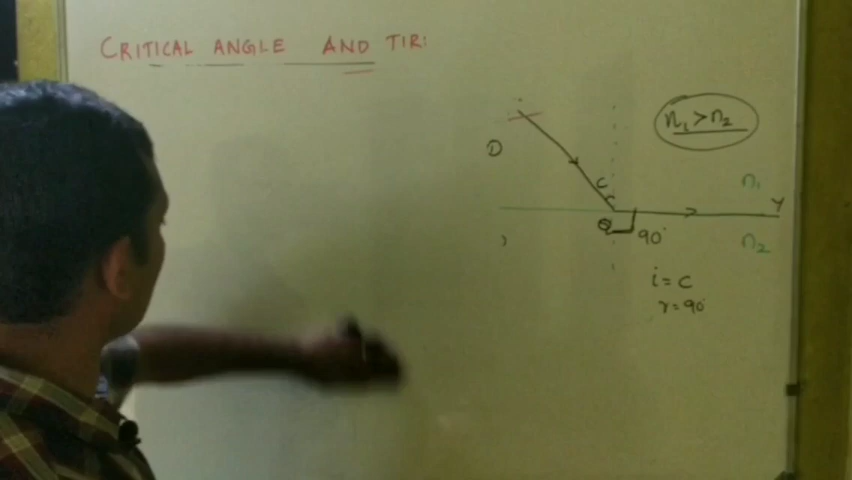 CRITICAL ANGLE AND TIR:
n₁ > n₂
D
C
n₁
Y
Q
90°
n₂
i = c
r = 90°